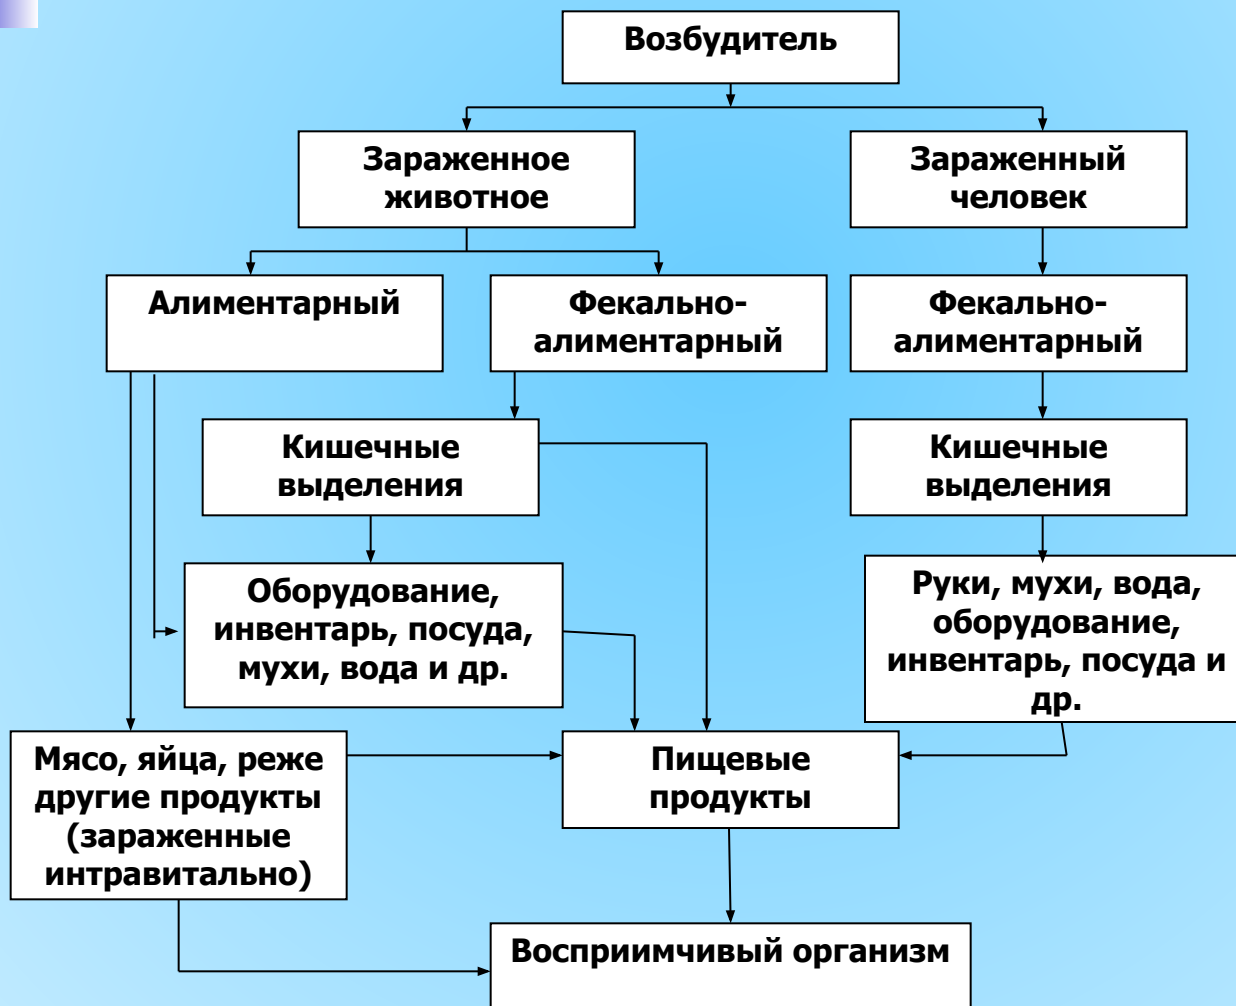 Возбудитель
Зараженное
животное
Зараженный
человек
Алиментарный
Фекально-
алиментарный
Фекально-
алиментарный
Кишечные
выделения
Кишечные
выделения
Оборудование,
инвентарь, посуда,
мухи, вода и др.
Руки, мухи, вода,
оборудование,
инвентарь, посуда и
др.
Мясо, яйца, реже
другие продукты
(зараженные
интравитально)
Пищевые
продукты
Восприимчивый организм